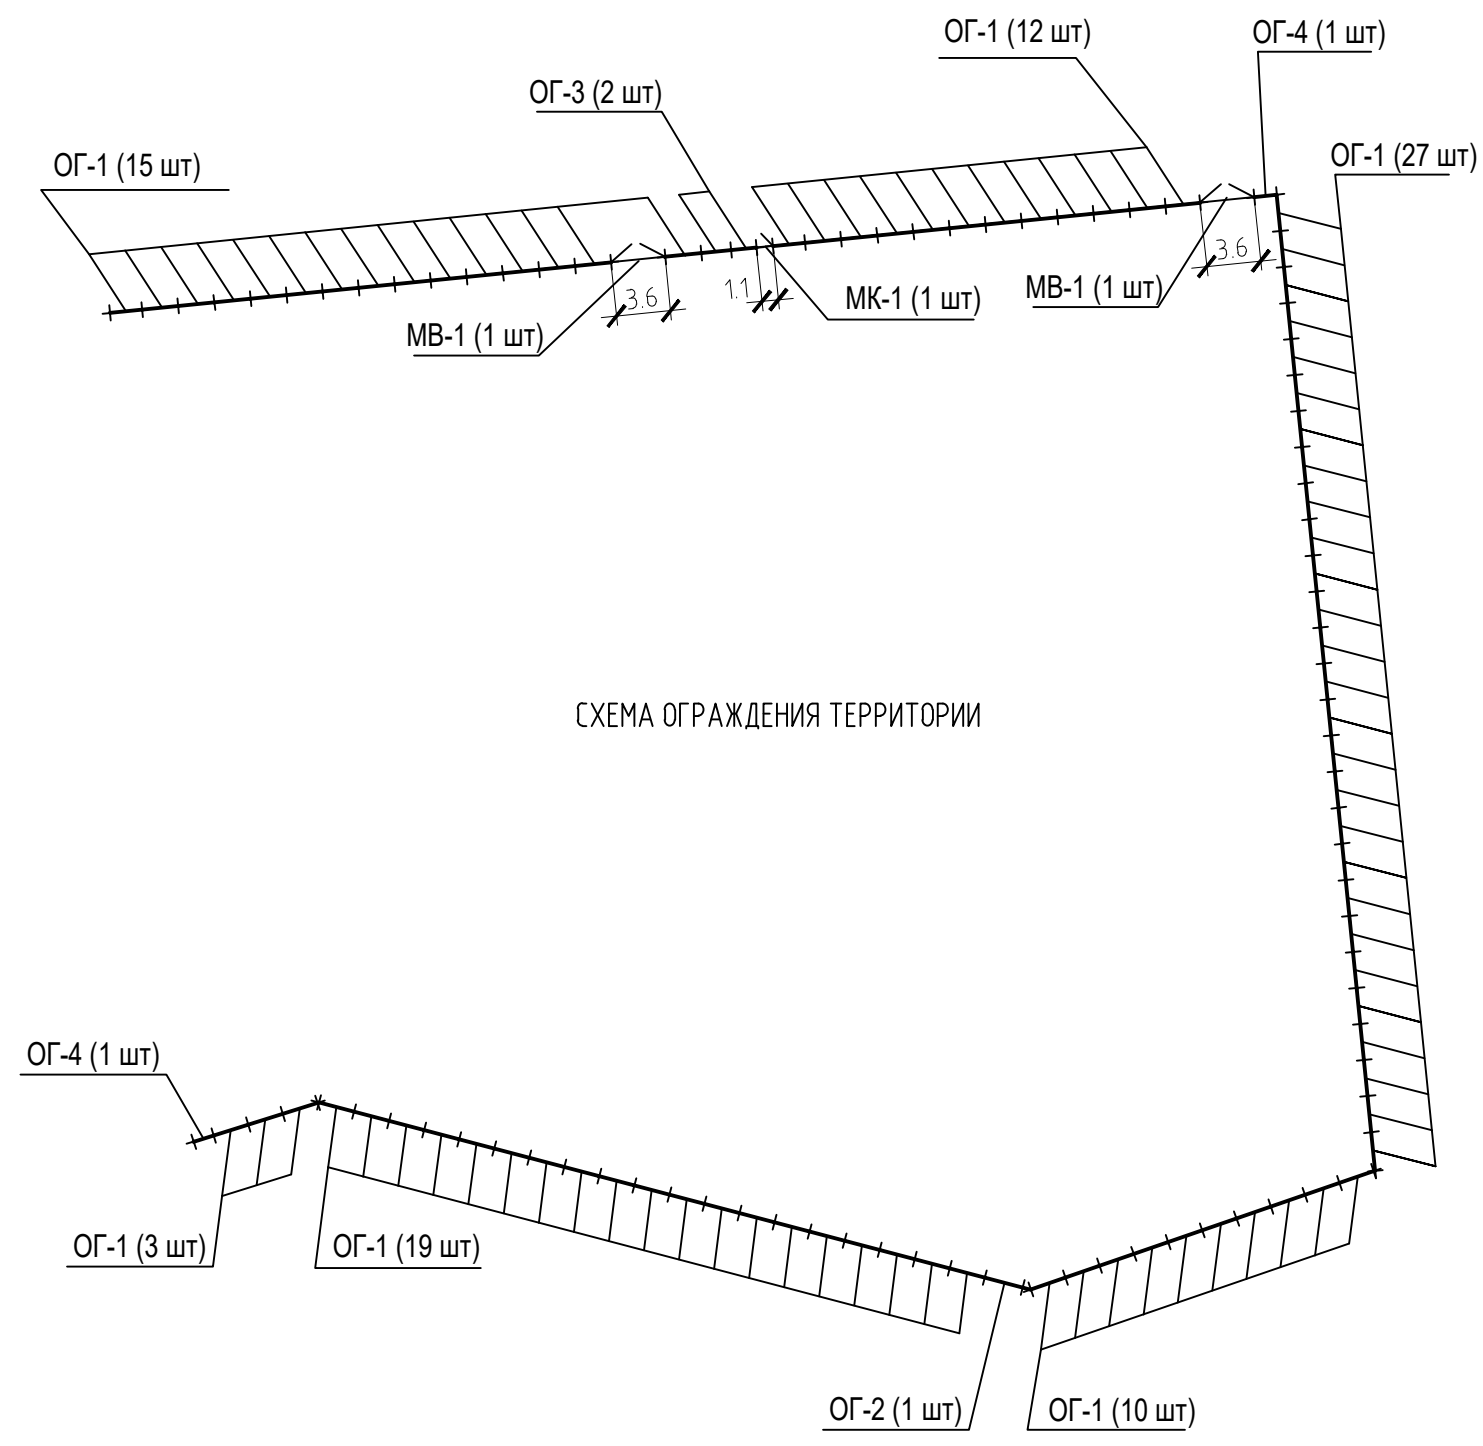 ОГ-1 (12 шт)
ОГ-4 (1 шт)
ОГ-3 (2 шт)
ОГ-1 (15 шт)
ОГ-1 (27 шт)
3.6
МВ-1 (1 шт)
1.1
МК-1 (1 шт)
3.6
МВ-1 (1 шт)
СХЕМА ОГРАЖДЕНИЯ ТЕРРИТОРИИ
ОГ-4 (1 шт)
ОГ-1 (3 шт)
ОГ-1 (19 шт)
ОГ-2 (1 шт)
ОГ-1 (10 шт)